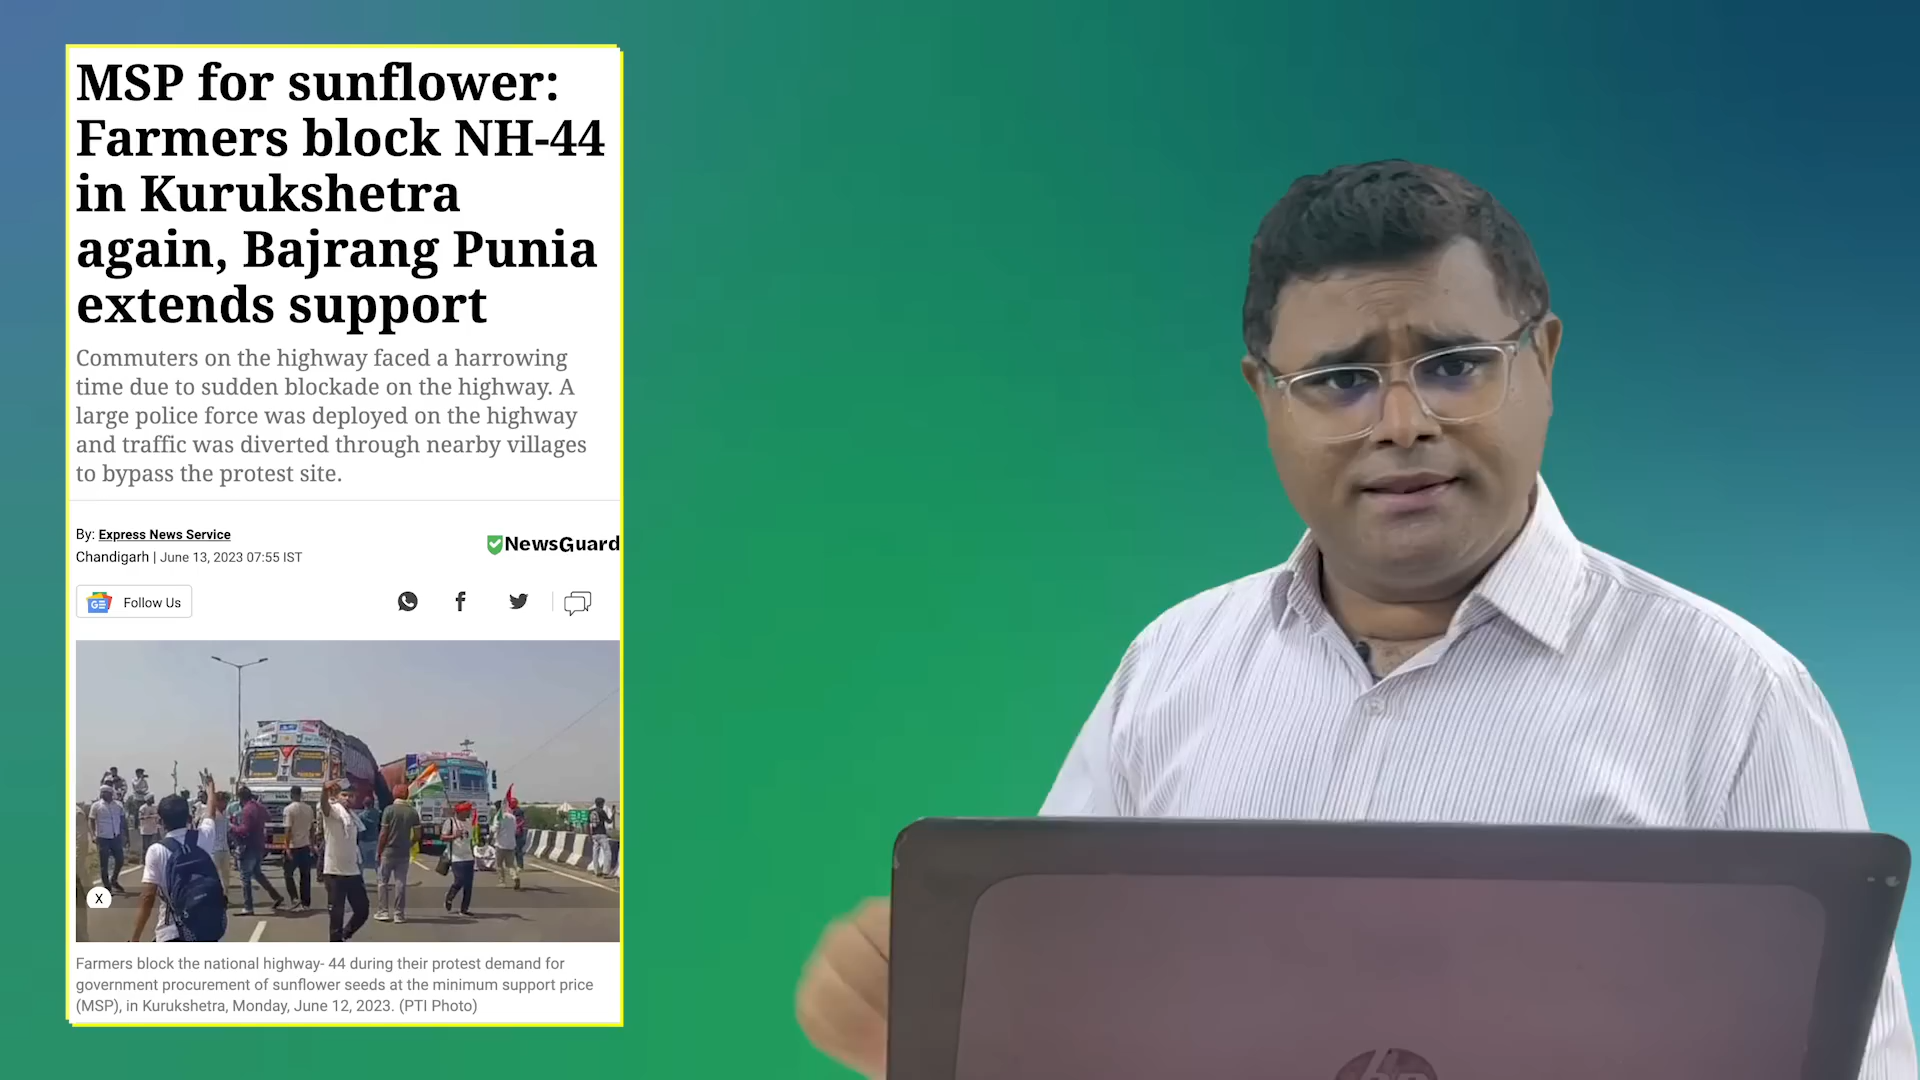 MSP for sunflower:
Farmers block NH-44
in Kurukshetra
again, Bajrang Punia
extends support
Commuters on the highway faced a harrowing
time due to sudden blockade on the highway. A
large police force was deployed on the highway
and traffic was diverted through nearby villages
to bypass the protest site.
By: Express News Service
NewsGuard
Chandigarh | June 13, 2023 07:55 IST
GE Follow Us
X
Farmers block the national highway- 44 during their protest demand for
government procurement of sunflower seeds at the minimum support price
(MSP), in Kurukshetra, Monday, June 12, 2023. (PTI Photo)
hp